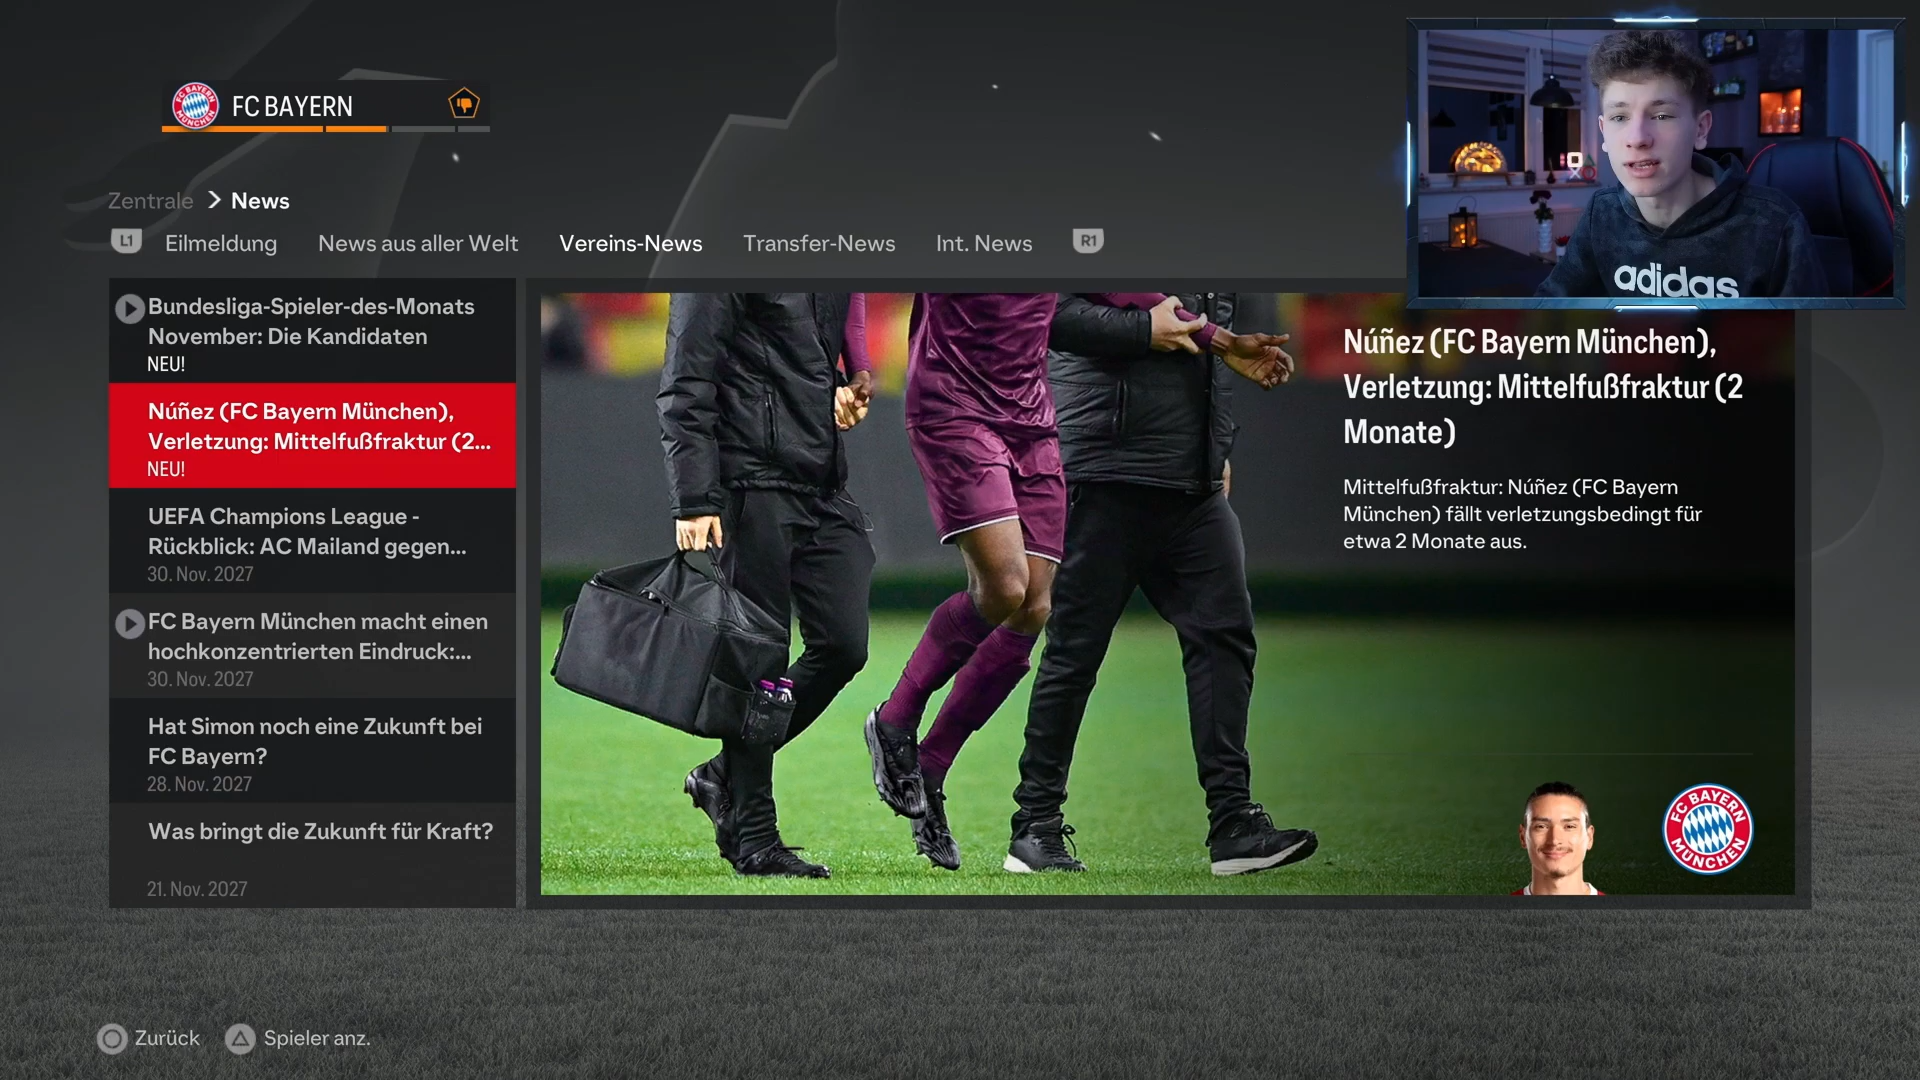 FC BAYERN
Zentrale > News
L1 Eilmeldung News aus aller Welt Vereins-News Transfer-News Int. News R1
Bundesliga-Spieler-des-Monats
November: Die Kandidaten
NEU!
Núñez (FC Bayern München),
Verletzung: Mittelfußfraktur (2...
NEU!
UEFA Champions League -
Rückblick: AC Mailand gegen...
30. Nov. 2027
FC Bayern München macht einen
hochkonzentrierten Eindruck:...
30. Nov. 2027
Hat Simon noch eine Zukunft bei
FC Bayern?
28. Nov. 2027
Was bringt die Zukunft für Kraft?
21. Nov. 2027
adidas
Núñez (FC Bayern München),
Verletzung: Mittelfußfraktur (2
Monate)
Mittelfußfraktur: Núñez (FC Bayern
München) fällt verletzungsbedingt für
etwa 2 Monate aus.
FC BAYERN
MÜNCHEN
Zurück Spieler anz.